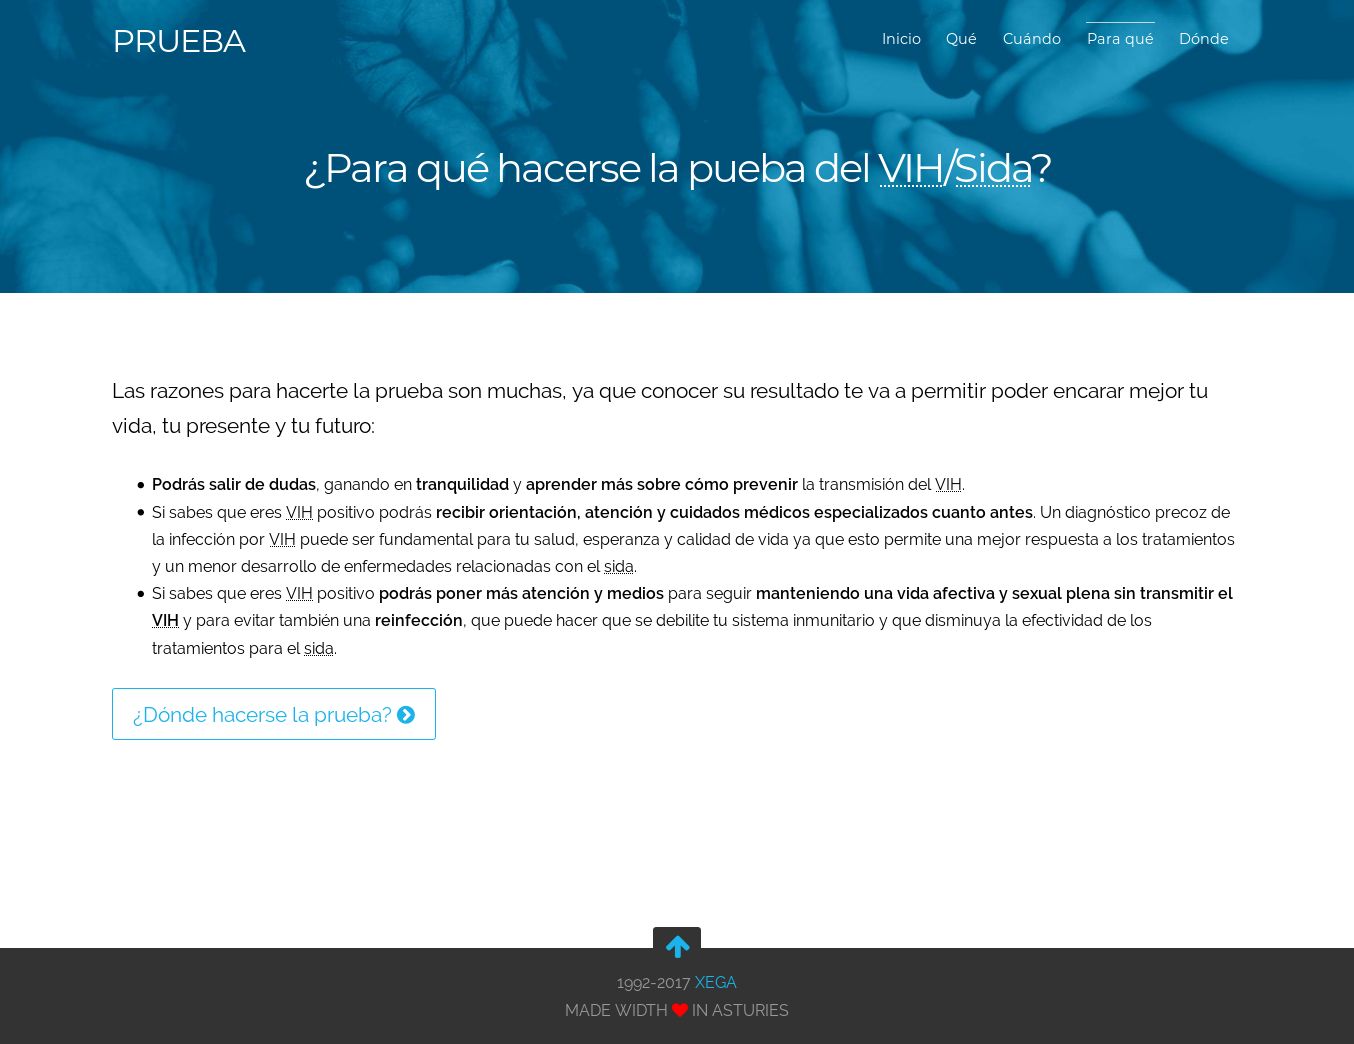 PRUEBA
Inicio Qué Cuándo Para qué Dónde
¿Para qué hacerse la pueba del VIH/Sida?
Las razones para hacerte la prueba son muchas, ya que conocer su resultado te va a permitir poder encarar mejor tu
vida, tu presente y tu futuro:
• Podrás salir de dudas, ganando en tranquilidad y aprender más sobre cómo prevenir la transmisión del VIH.
• Si sabes que eres VIH positivo podrás recibir orientación, atención y cuidados médicos especializados cuanto antes. Un diagnóstico precoz de
la infección por VIH puede ser fundamental para tu salud, esperanza y calidad de vida ya que esto permite una mejor respuesta a los tratamientos
y un menor desarrollo de enfermedades relacionadas con el sida.
• Si sabes que eres VIH positivo podrás poner más atención y medios para seguir manteniendo una vida afectiva y sexual plena sin transmitir el
VIH y para evitar también una reinfección, que puede hacer que se debilite tu sistema inmunitario y que disminuya la efectividad de los
tratamientos para el sida.
¿Dónde hacerse la prueba?
1992-2017 XEGA
MADE WIDTH ♥ IN ASTURIES